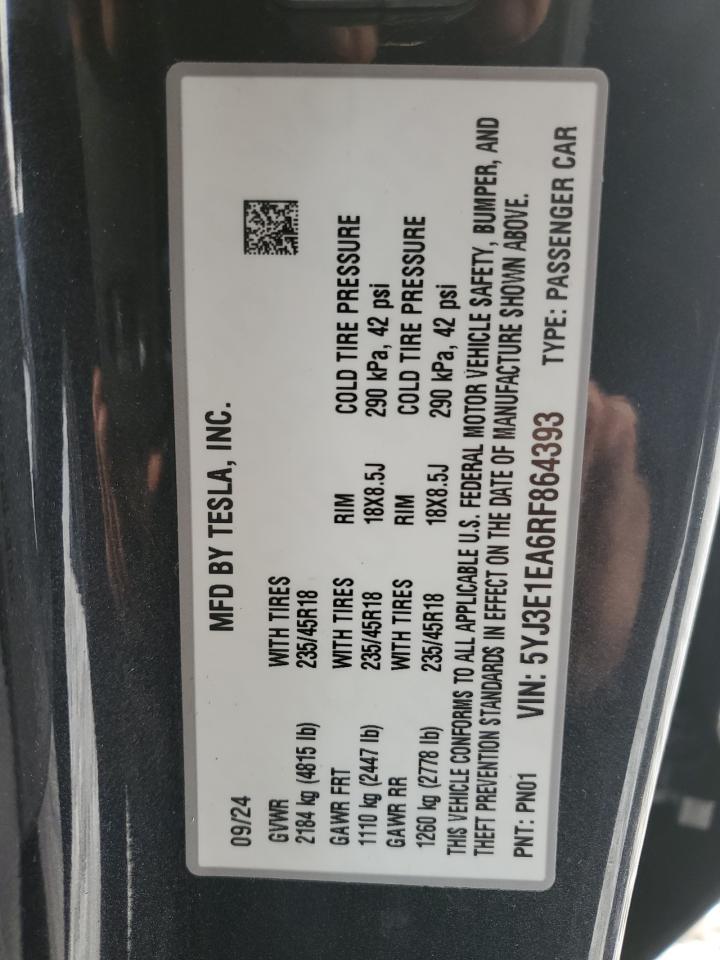 MFD BY TESLA, INC.
09/24
GVWR WITH TIRES
2184 kg (4815 lb) 235/45R18
GAWR FRT WITH TIRES RIM COLD TIRE PRESSURE
1110 kg (2447 lb) 235/45R18 18X8.5J 290 kPa, 42 psi
GAWR RR WITH TIRES RIM COLD TIRE PRESSURE
1260 kg (2778 lb) 235/45R18 18X8.5J 290 kPa, 42 psi
THIS VEHICLE CONFORMS TO ALL APPLICABLE U.S. FEDERAL MOTOR VEHICLE SAFETY, BUMPER, AND
THEFT PREVENTION STANDARDS IN EFFECT ON THE DATE OF MANUFACTURE SHOWN ABOVE.
PNT: PN01 VIN: 5YJ3E1EA6RF864393 TYPE: PASSENGER CAR